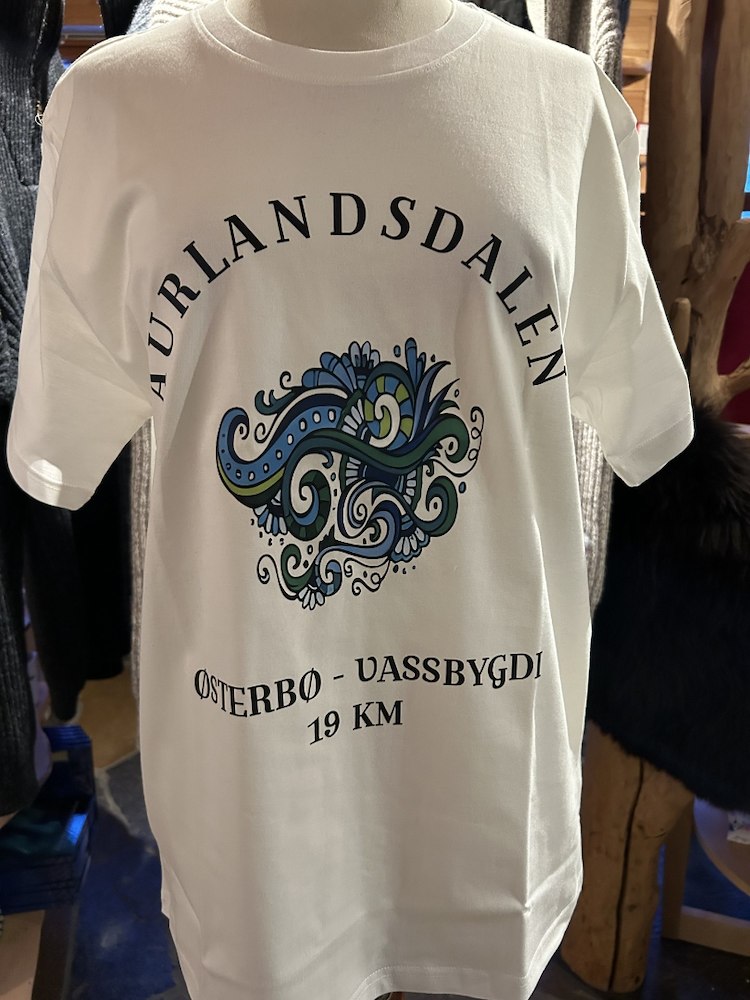 AURLANDSDALEN
ØSTERBØ - VASSBYGDI
19 KM